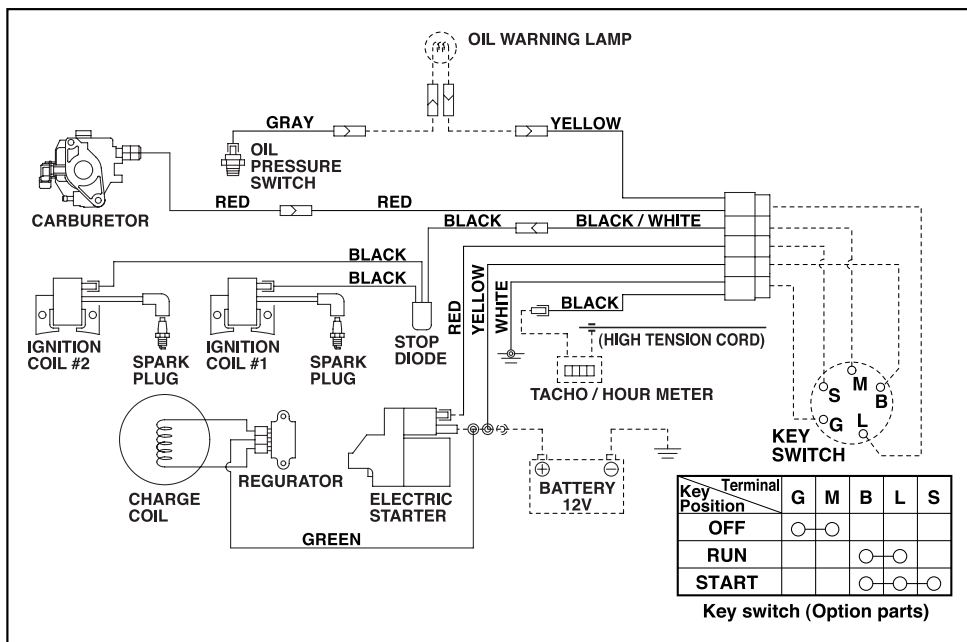 OIL WARNING LAMP
GRAY
YELLOW
OIL
PRESSURE
SWITCH
CARBURETOR
RED
RED
BLACK
BLACK / WHITE
BLACK
BLACK
RED
YELLOW
WHITE
BLACK
STOP
DIODE
(HIGH TENSION CORD)
IGNITION
COIL #2
SPARK
PLUG
IGNITION
COIL #1
SPARK
PLUG
TACHO / HOUR METER
S
M
B
G
L
KEY
SWITCH
CHARGE
COIL
REGURATOR
ELECTRIC
STARTER
BATTERY
12V
GREEN
Key Position Terminal G M B L S
OFF
RUN
START
Key switch (Option parts)